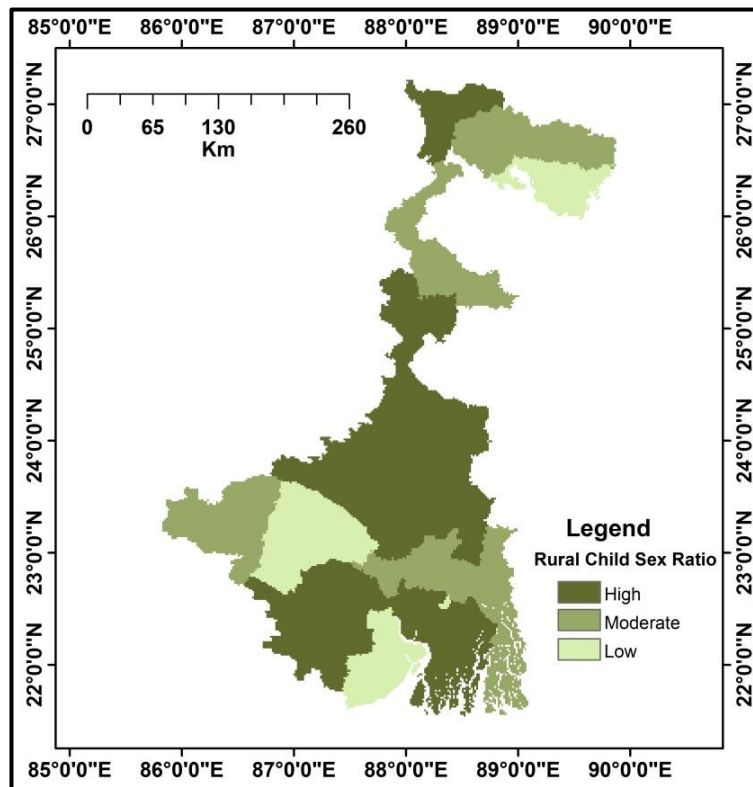 85°0'0"E 86°0'0"E 87°0'0"E 88°0'0"E 89°0'0"E 90°0'0"E
0 65 130 260
Km
27°0'0"N 27°0'0"N
26°0'0"N 26°0'0"N
25°0'0"N 25°0'0"N
24°0'0"N 24°0'0"N
23°0'0"N 23°0'0"N
22°0'0"N 22°0'0"N
Legend
Rural Child Sex Ratio
High
Moderate
Low
85°0'0"E 86°0'0"E 87°0'0"E 88°0'0"E 89°0'0"E 90°0'0"E